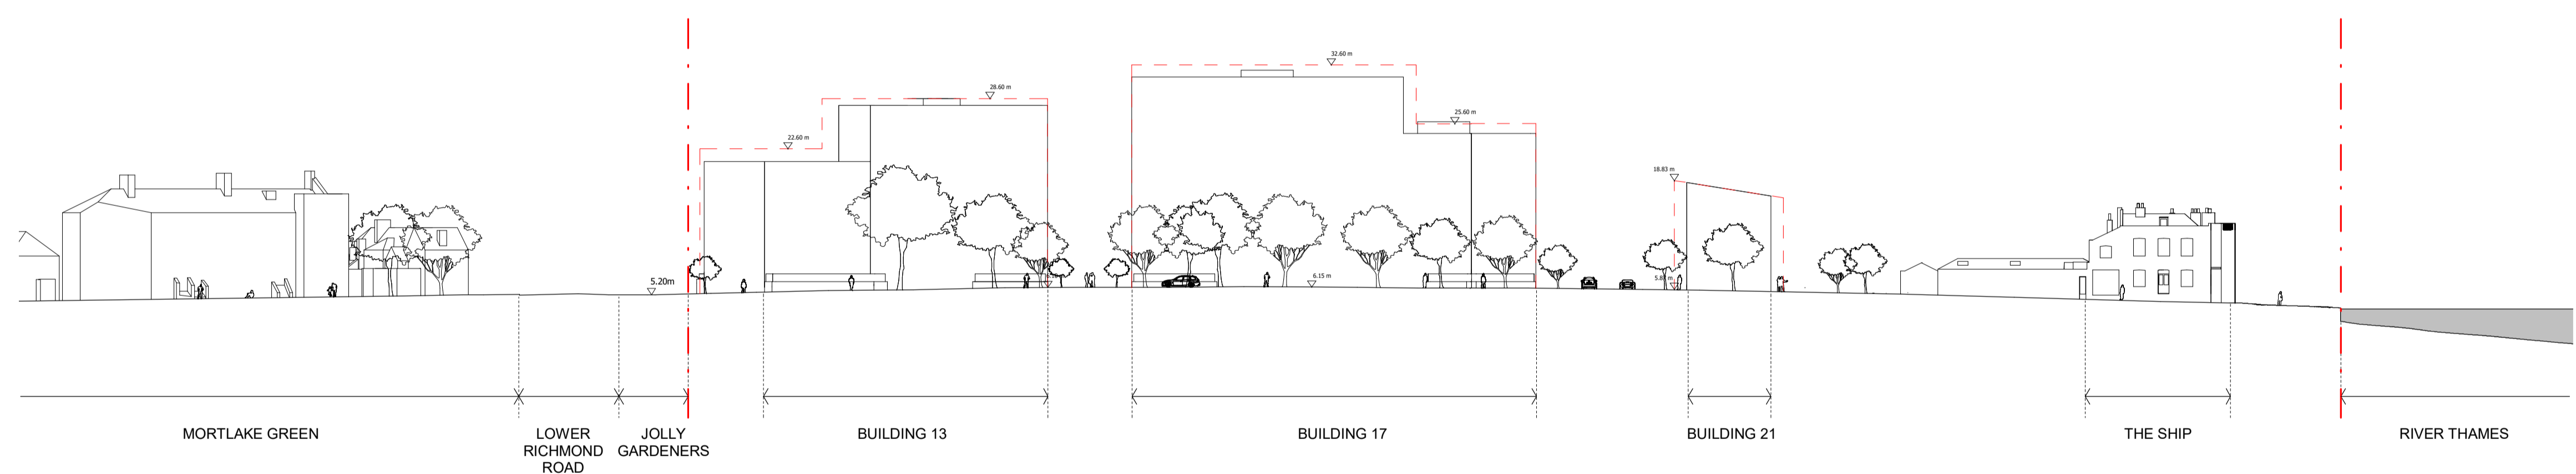 32.60 m
28.60 m
25.60 m
22.60 m
18.83 m
5.20m
6.15 m
MORTLAKE GREEN
LOWER
RICHMOND
ROAD
JOLLY
GARDENERS
BUILDING 13
BUILDING 17
BUILDING 21
THE SHIP
RIVER THAMES